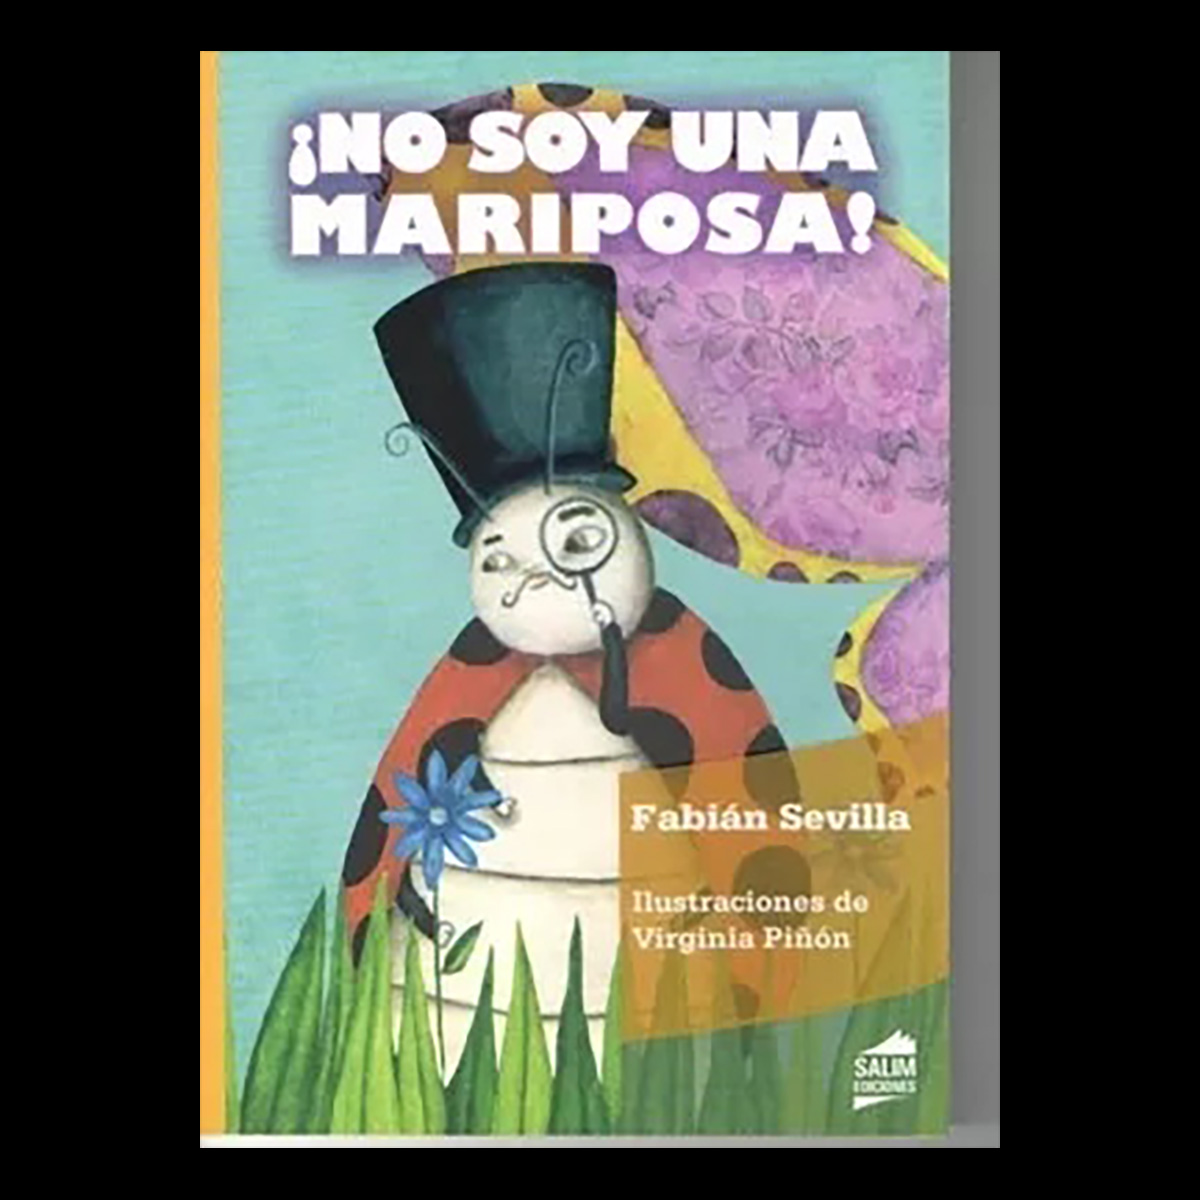 ¡NO SOY UNA
MARIPOSA!
Fabián Sevilla
Ilustraciones de
Virginia Piñón
SALIM
EDICIONES